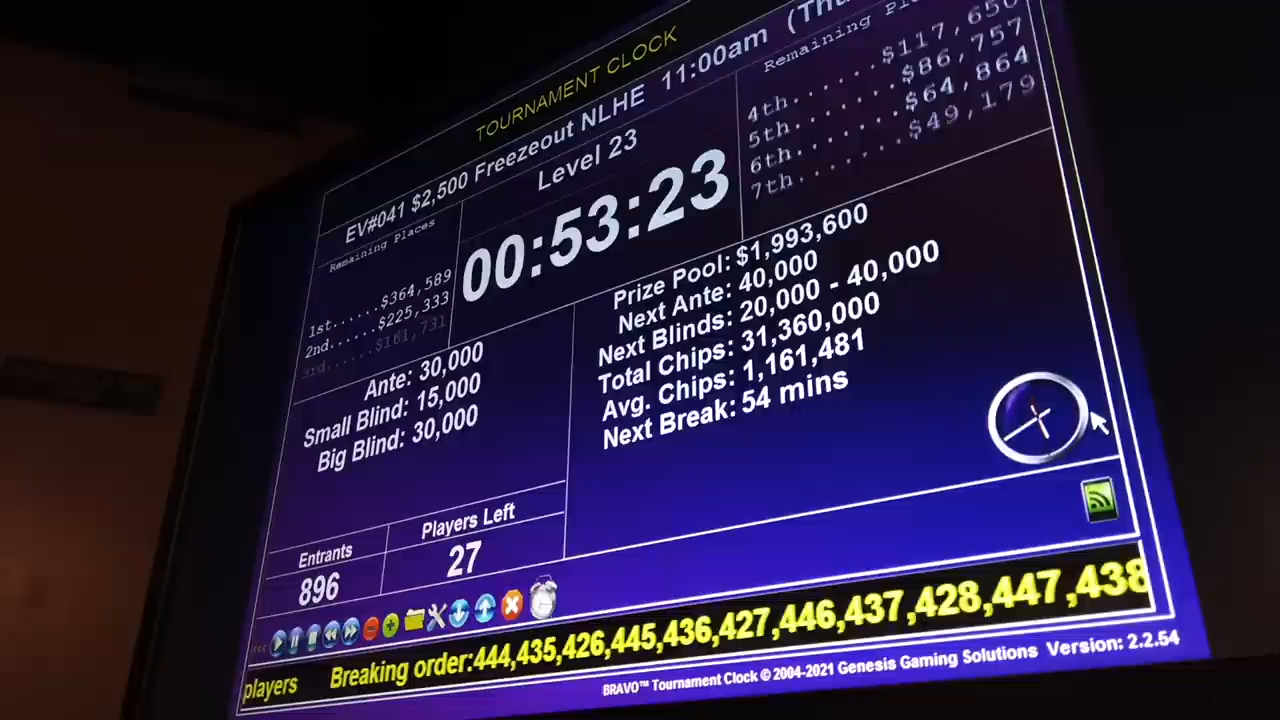 TOURNAMENT CLOCK
EV#041 $2,500 Freezeout NLHE 11:00am (Thu
Remaining Places
1st......$364,589
2nd.....$225,333
3rd.....$161,731
Level 23
00:53:23
Remaining
4th.......$117,650
5th.......$86,757
6th.......$64,864
7th.......$49,179
Ante: 30,000
Small Blind: 15,000
Big Blind: 30,000
Prize Pool: $1,993,600
Next Ante: 40,000
Next Blinds: 20,000 - 40,000
Total Chips: 31,360,000
Avg. Chips: 1,161,481
Next Break: 54 mins
Entrants
896
Players Left
27
players Breaking order:444,435,426,445,436,427,446,437,428,447,438
BRAVO™ Tournament Clock © 2004-2021 Genesis Gaming Solutions Version: 2.2.54